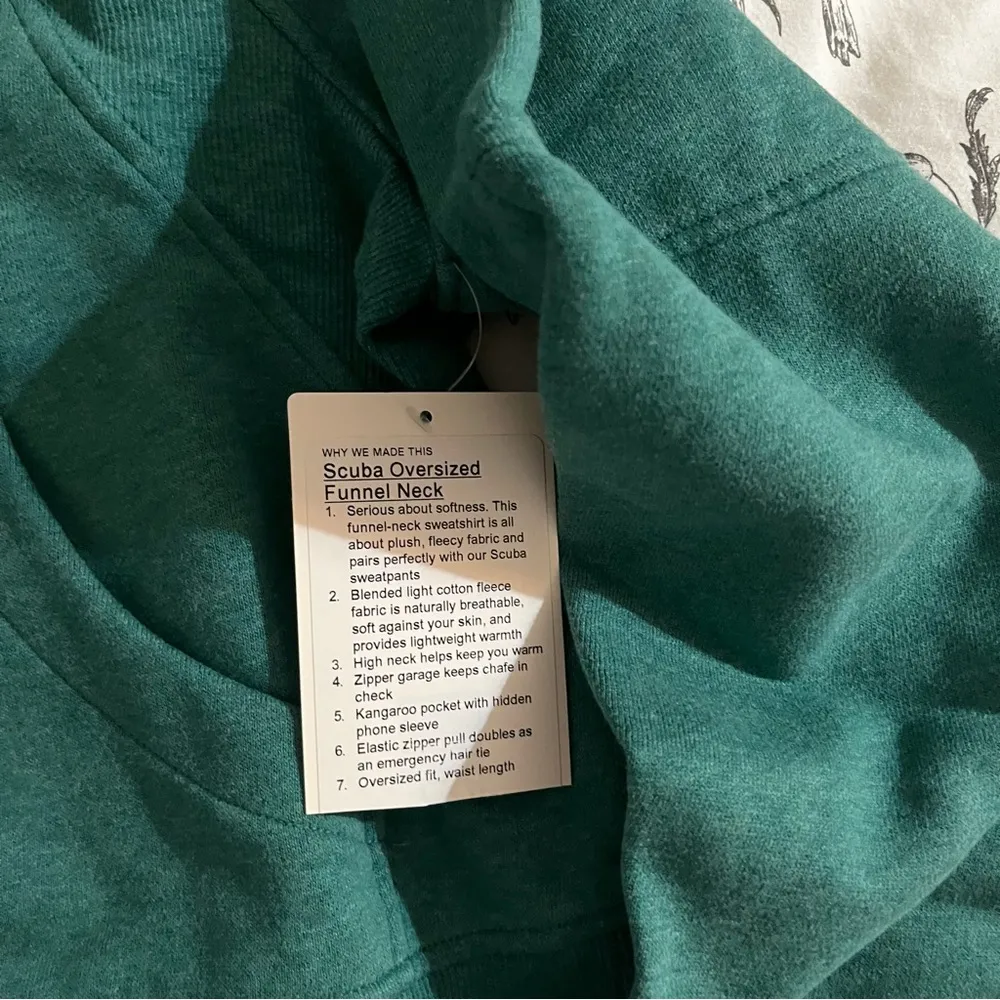 WHY WE MADE THIS
Scuba Oversized
Funnel Neck
1. Serious about softness. This
funnel-neck sweatshirt is all
about plush, fleecy fabric and
pairs perfectly with our Scuba
sweatpants
2. Blended light cotton fleece
fabric is naturally breathable,
soft against your skin, and
provides lightweight warmth
3. High neck helps keep you warm
4. Zipper garage keeps chafe in
check
5. Kangaroo pocket with hidden
phone sleeve
6. Elastic zipper pull doubles as
an emergency hair tie
7. Oversized fit, waist length